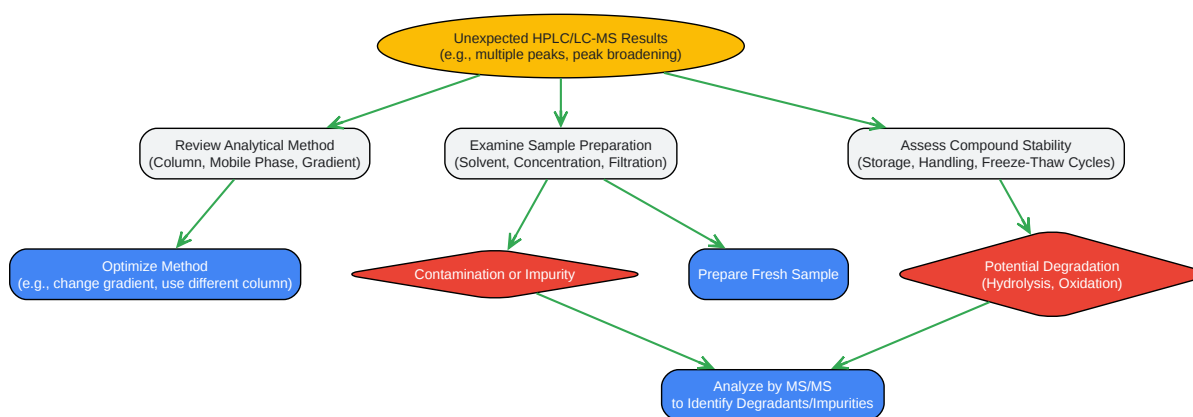 Unexpected HPLC/LC-MS Results
(e.g., multiple peaks, peak broadening)
Review Analytical Method
(Column, Mobile Phase, Gradient)
Examine Sample Preparation
(Solvent, Concentration, Filtration)
Assess Compound Stability
(Storage, Handling, Freeze-Thaw Cycles)
Optimize Method
(e.g., change gradient, use different column)
Contamination or Impurity
Prepare Fresh Sample
Potential Degradation
(Hydrolysis, Oxidation)
Analyze by MS/MS
to Identify Degradants/Impurities